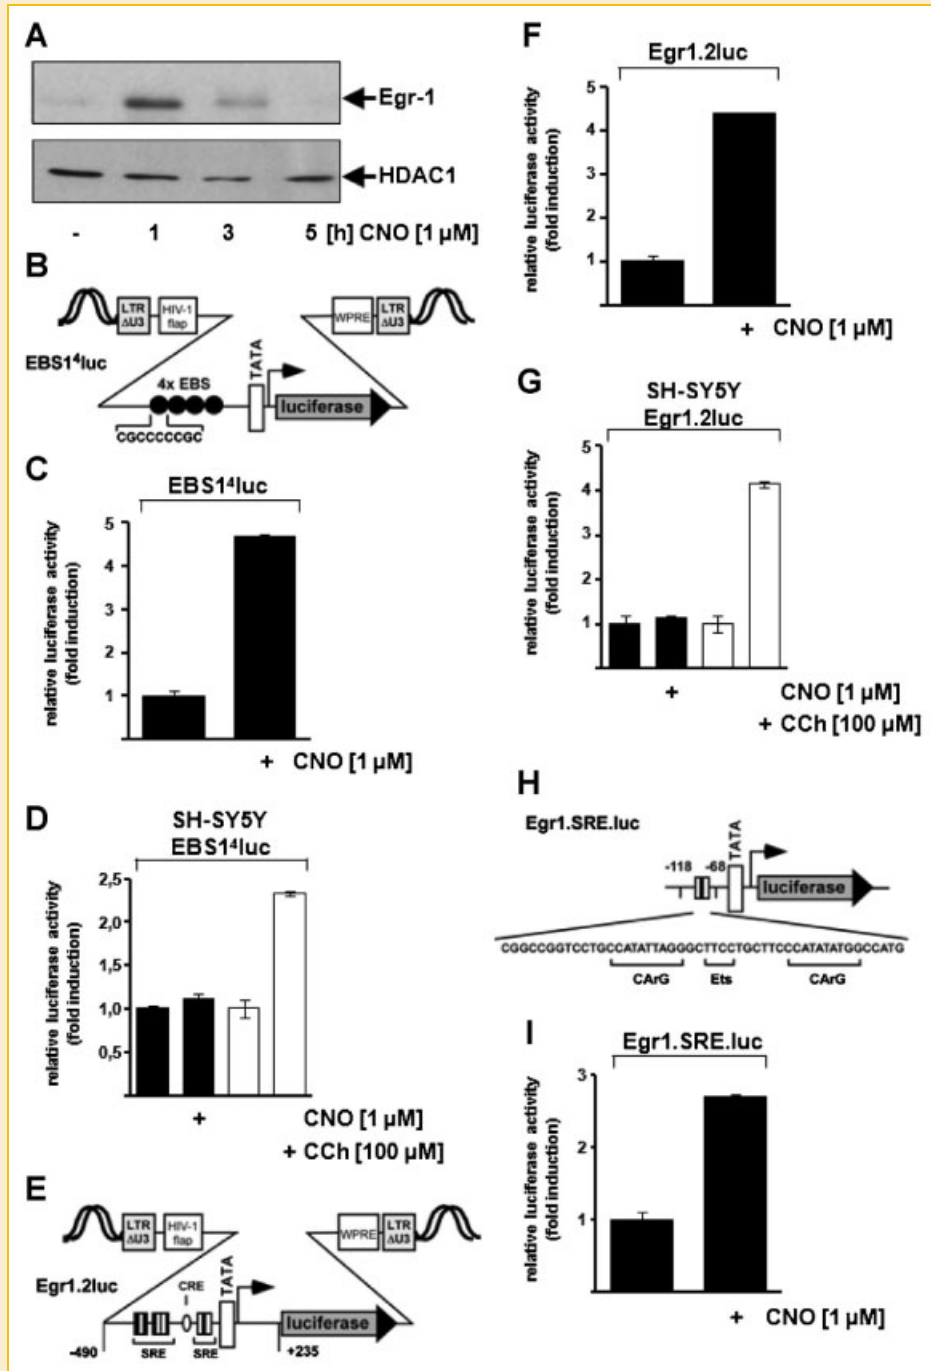 A
Egr-1
HDAC1
- 1 3 5 [h] CNO [1 µM]
B
LTR ΔU3
HIV-1 flap
WPRE
LTR ΔU3
EBS1⁴luc
4x EBS
TATA
luciferase
CGCCCCCGC
C
EBS1⁴luc
relative luciferase activity
(fold induction)
5
4
3
2
1
+ CNO [1 µM]
D
SH-SY5Y
EBS1⁴luc
relative luciferase activity
(fold induction)
2,5
2,0
1,5
1,0
0,5
+ CNO [1 µM]
+ CCh [100 µM]
E
LTR ΔU3
HIV-1 flap
WPRE
LTR ΔU3
Egr1.2luc
CRE
TATA
luciferase
-490
SRE
SRE
+235
F
Egr1.2luc
relative luciferase activity
(fold induction)
5
4
3
2
1
+ CNO [1 µM]
G
SH-SY5Y
Egr1.2luc
relative luciferase activity
(fold induction)
5
4
3
2
1
+ CNO [1 µM]
+ CCh [100 µM]
H
Egr1.SRE.luc
-118
-68
TATA
luciferase
CGGCCGGTCCTGCCATATTAGGGCTTCCTGCTTCCCATATATGGCCATG
CArG
Ets
CArG
I
Egr1.SRE.luc
relative luciferase activity
(fold induction)
3
2
1
+ CNO [1 µM]